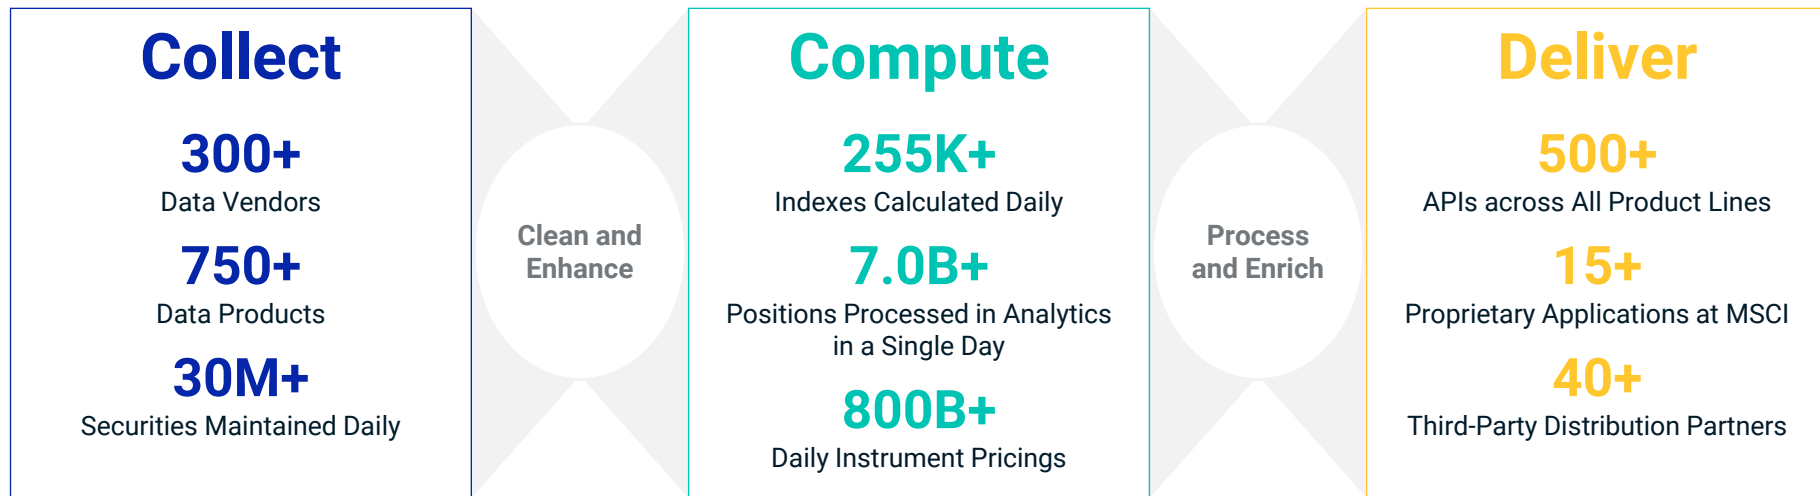 Collect
300+
Data Vendors
750+
Data Products
30M+
Securities Maintained Daily
Clean and
Enhance
Compute
255K+
Indexes Calculated Daily
7.0B+
Positions Processed in Analytics
in a Single Day
800B+
Daily Instrument Pricings
Process
and Enrich
Deliver
500+
APIs across All Product Lines
15+
Proprietary Applications at MSCI
40+
Third-Party Distribution Partners